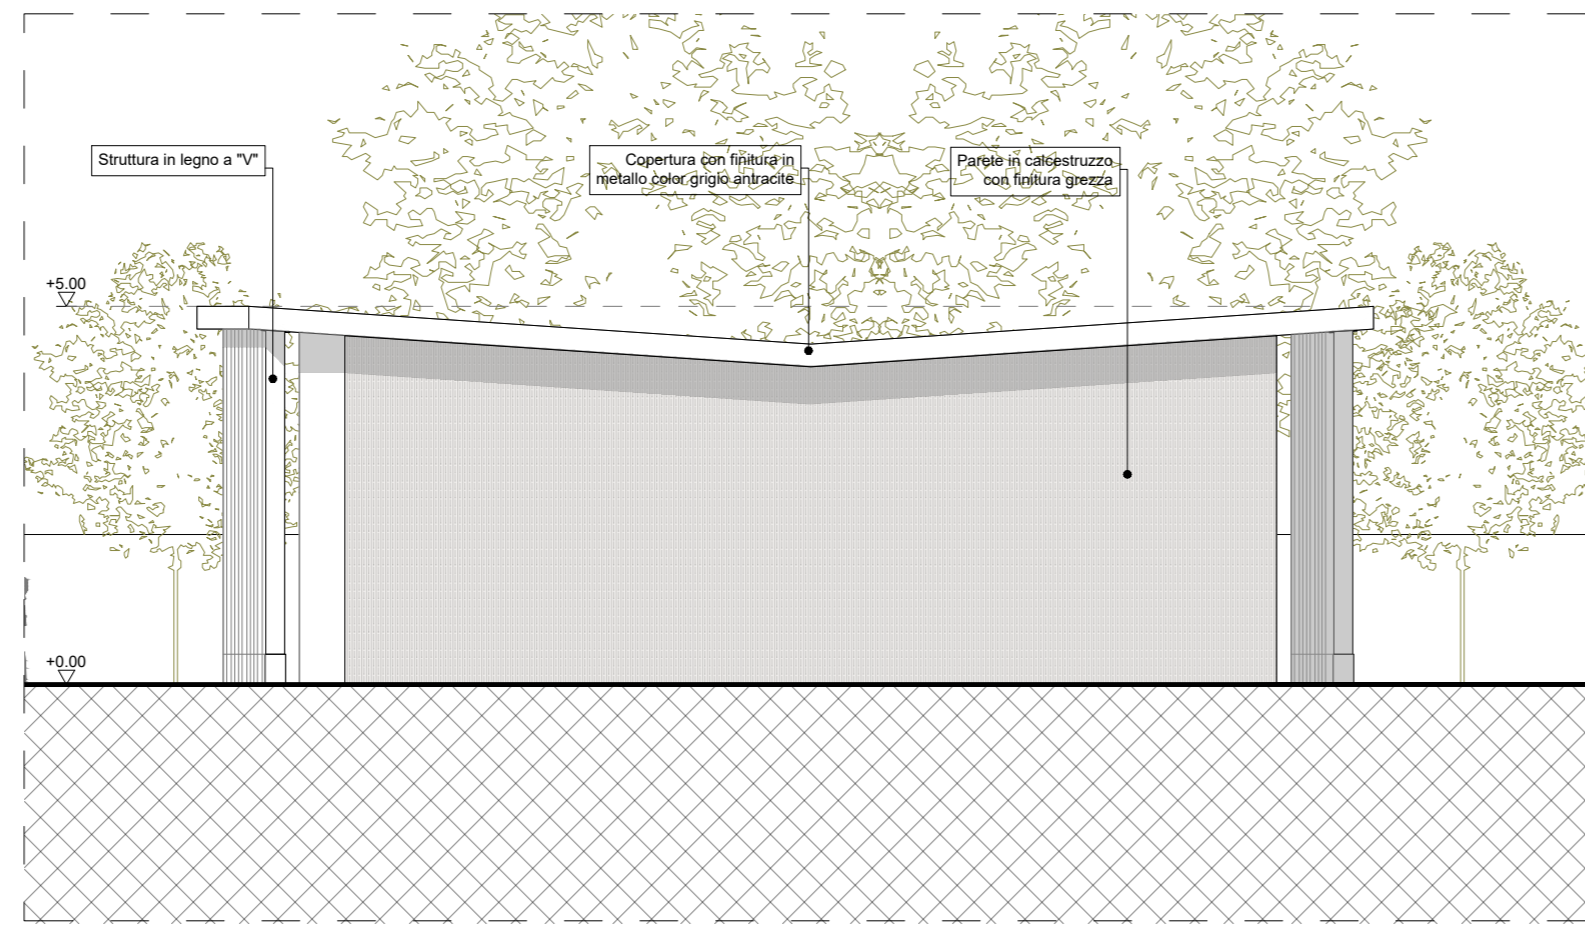 Struttura in legno a "V"
Copertura con finitura in
metallo color grigio antracite
Parete in calcestruzzo
con finitura grezza
+5.00
+0.00